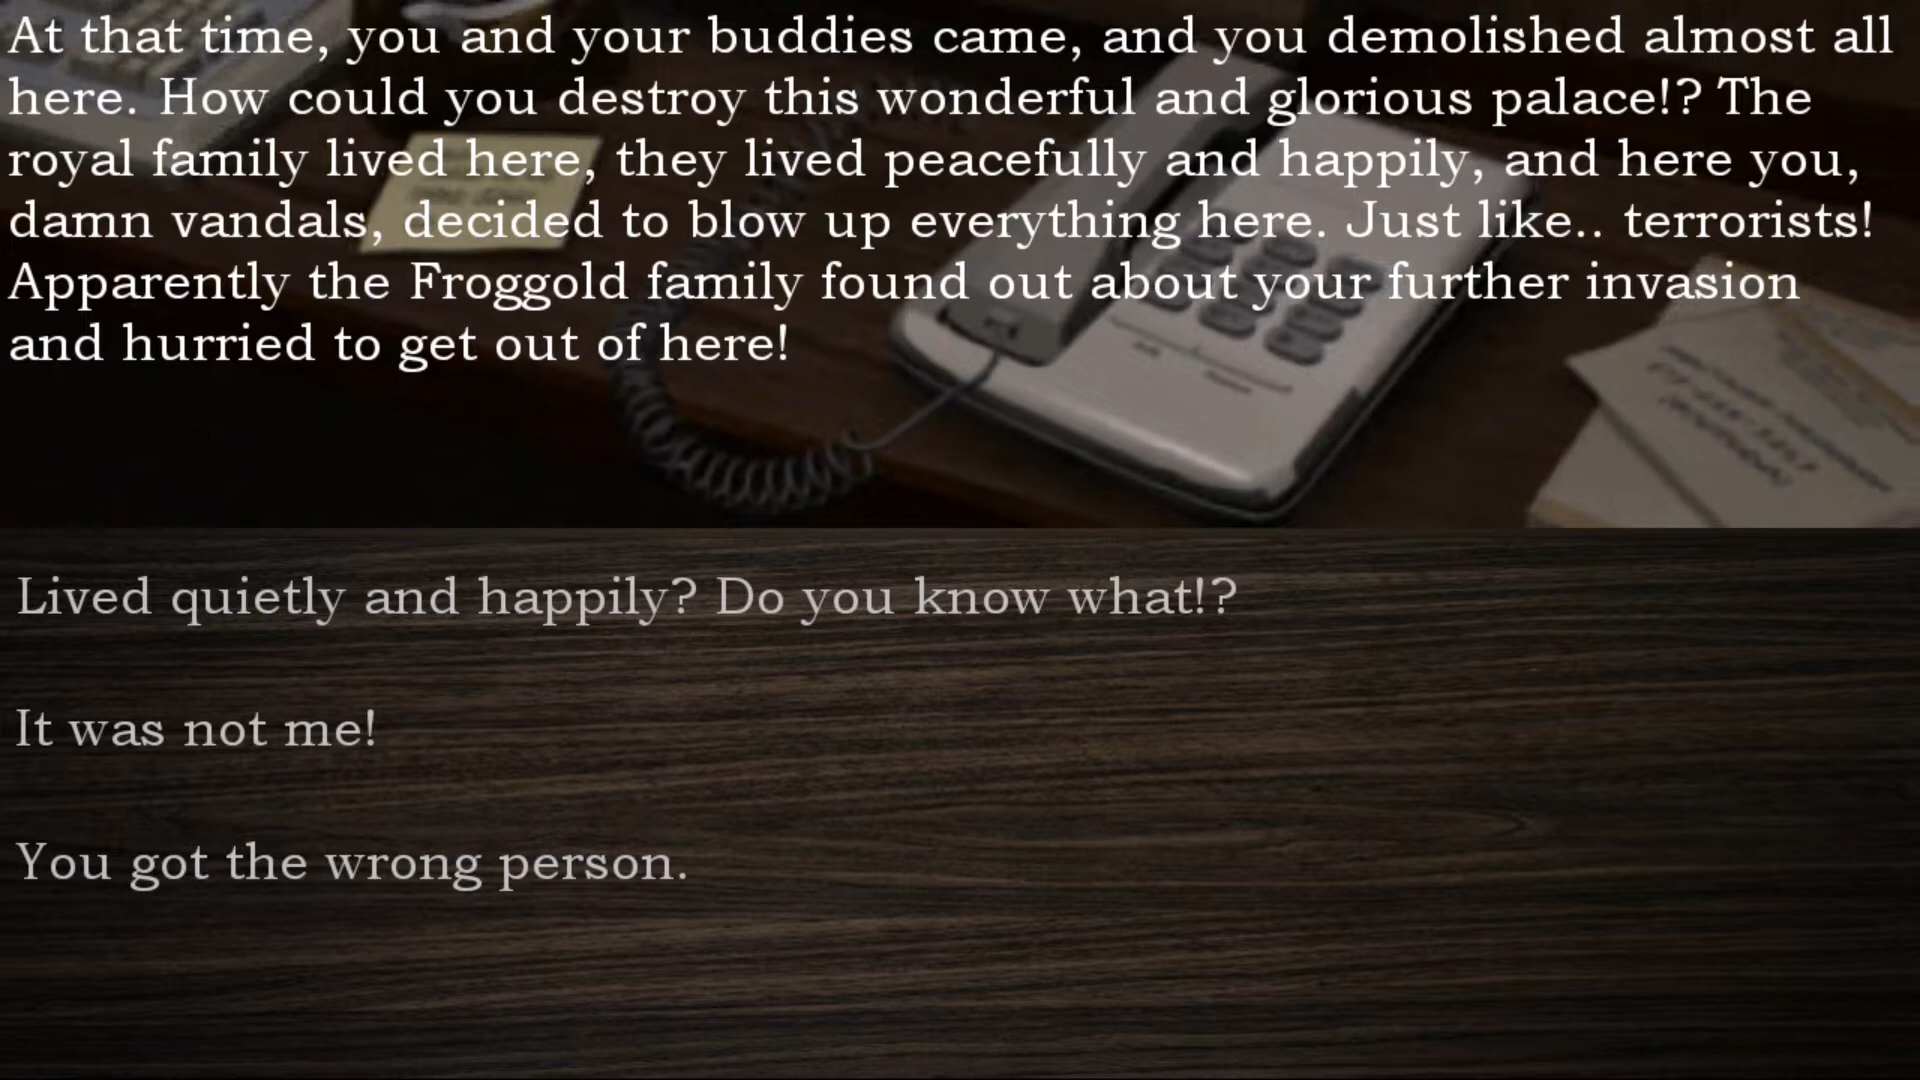 At that time, you and your buddies came, and you demolished almost all
here. How could you destroy this wonderful and glorious palace!? The
royal family lived here, they lived peacefully and happily, and here you,
damn vandals, decided to blow up everything here. Just like.. terrorists!
Apparently the Froggold family found out about your further invasion
and hurried to get out of here!
Lived quietly and happily? Do you know what!?
It was not me!
You got the wrong person.